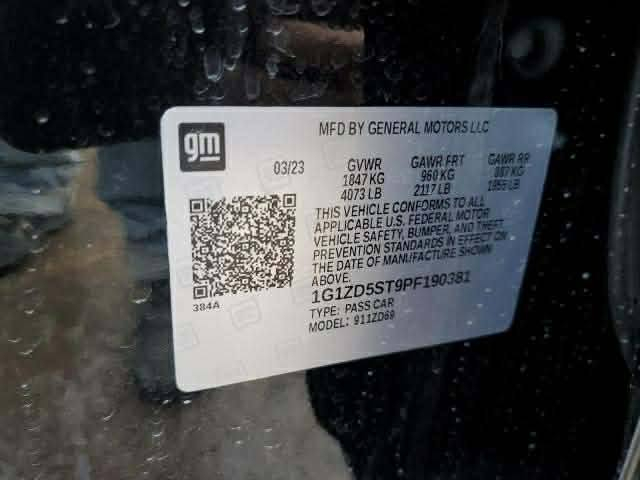 gm
MFD BY GENERAL MOTORS LLC
03/23 GVWR GAWR FRT GAWR RR
1847 KG 960 KG 887 KG
4073 LB 2117 LB 1955 LB
THIS VEHICLE CONFORMS TO ALL
APPLICABLE U.S. FEDERAL MOTOR
VEHICLE SAFETY, BUMPER, AND THEFT
PREVENTION STANDARDS IN EFFECT
ON THE DATE OF MANUFACTURE SHOWN
ABOVE.
1G1ZD5ST9PF190381
384A
TYPE: PASS CAR
MODEL: 911ZD69